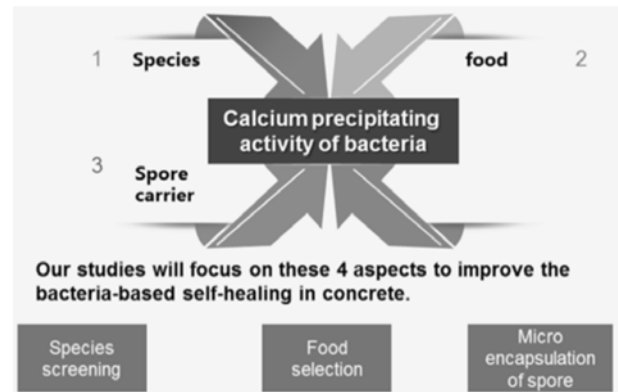 1 Species
food 2
Calcium precipitating
activity of bacteria
3 Spore
carrier
Our studies will focus on these 4 aspects to improve the
bacteria-based self-healing in concrete.
Species
screening
Food
selection
Micro
encapsulation
of spore